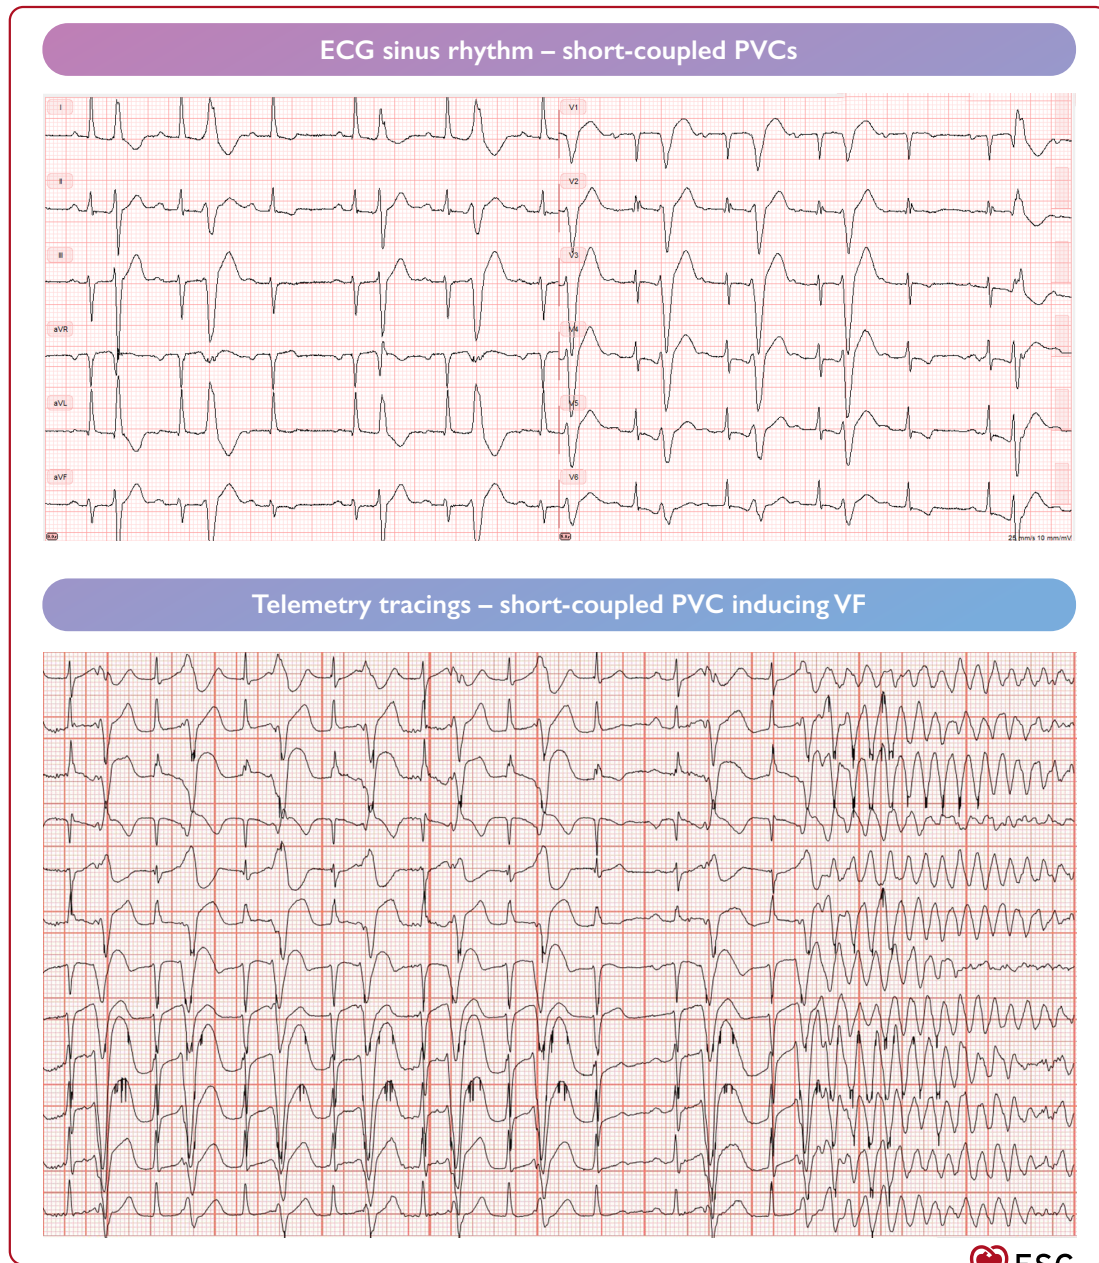 ECG sinus rhythm – short-coupled PVCs
I
V1
II
V2
III
V3
aVR
V4
aVL
V5
aVF
V6
25 mm/s 10 mm/mV
Telemetry tracings – short-coupled PVC inducing VF
ESC